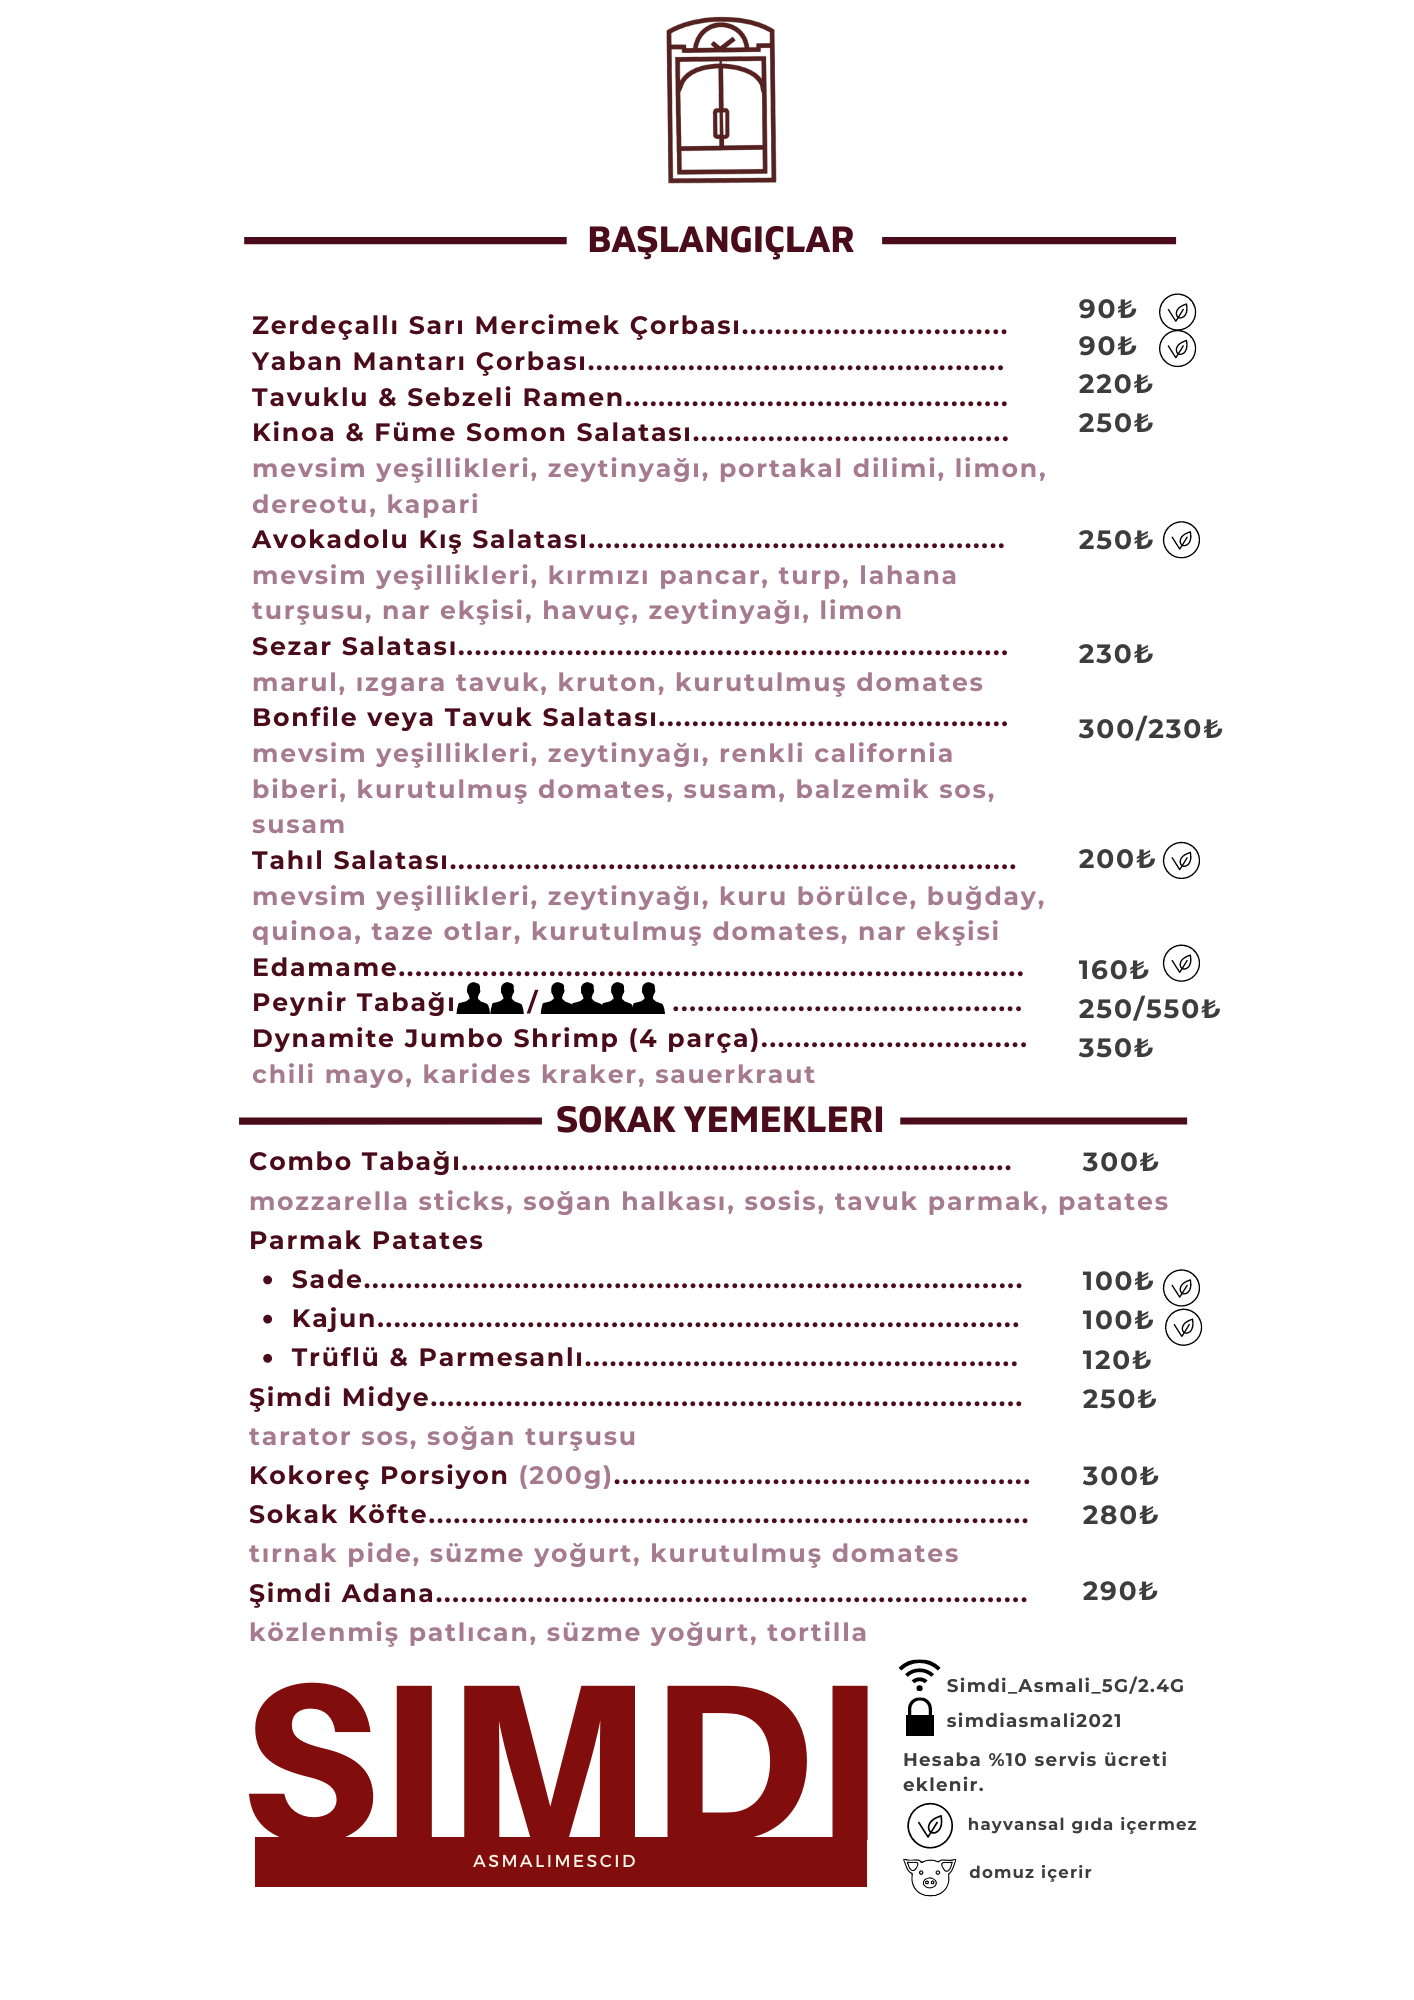 BAŞLANGIÇLAR
Zerdeçallı Sarı Mercimek Çorbası................................ 90₺
Yaban Mantarı Çorbası.................................................. 90₺
Tavuklu & Sebzeli Ramen.............................................. 220₺
Kinoa & Füme Somon Salatası...................................... 250₺
mevsim yeşillikleri, zeytinyağı, portakal dilimi, limon,
dereotu, kapari
Avokadolu Kış Salatası.................................................. 250₺
mevsim yeşillikleri, kırmızı pancar, turp, lahana
turşusu, nar ekşisi, havuç, zeytinyağı, limon
Sezar Salatası.................................................................. 230₺
marul, ızgara tavuk, kruton, kurutulmuş domates
Bonfile veya Tavuk Salatası.......................................... 300/230₺
mevsim yeşillikleri, zeytinyağı, renkli california
biberi, kurutulmuş domates, susam, balzemik sos,
susam
Tahıl Salatası.................................................................... 200₺
mevsim yeşillikleri, zeytinyağı, kuru börülce, buğday,
quinoa, taze otlar, kurutulmuş domates, nar ekşisi
Edamame........................................................................... 160₺
Peynir Tabağı / .......................................... 250/550₺
Dynamite Jumbo Shrimp (4 parça)................................ 350₺
chili mayo, karides kraker, sauerkraut
SOKAK YEMEKLERI
Combo Tabağı.................................................................. 300₺
mozzarella sticks, soğan halkası, sosis, tavuk parmak, patates
Parmak Patates
• Sade............................................................................... 100₺
• Kajun............................................................................. 100₺
• Trüflü & Parmesanlı.................................................... 120₺
Şimdi Midye....................................................................... 250₺
tarator sos, soğan turşusu
Kokoreç Porsiyon (200g).................................................. 300₺
Sokak Köfte........................................................................ 280₺
tırnak pide, süzme yoğurt, kurutulmuş domates
Şimdi Adana....................................................................... 290₺
közlenmiş patlıcan, süzme yoğurt, tortilla
SIMDI
ASMALIMESCID
Simdi_Asmali_5G/2.4G
simdiasmali2021
Hesaba %10 servis ücreti
eklenir.
hayvansal gıda içermez
domuz içerir